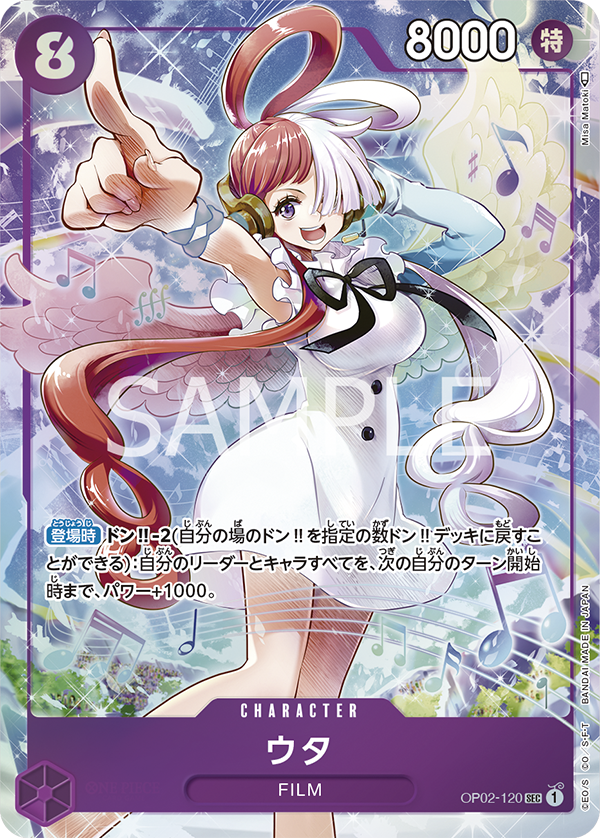 8
8000
特
Misa Matoki
fff
SAMPLE
登場時 ドン!!-2(自分の場のドン!!を指定の数ドン!!デッキに戻すこ
とができる):自分のリーダーとキャラすべてを、次の自分のターン開始
時まで、パワー+1000。
CHARACTER
ウタ
FILM
OP02-120 SEC 1
©EO/S ©O/S・F・T BANDAI MADE IN JAPAN